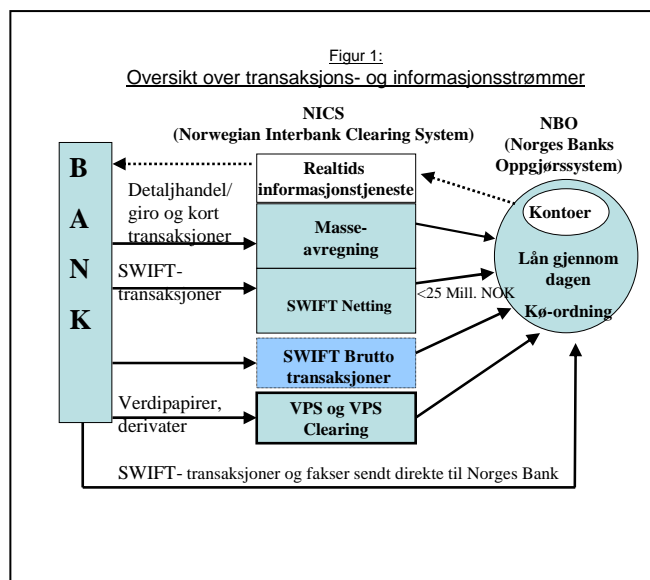 Figur 1:
Oversikt over transaksjons- og informasjonsstrømmer
NICS
(Norwegian Interbank Clearing System)
NBO
(Norges Banks
Oppgjørssystem)
B
A
N
K
Realtids
informasjonstjeneste
Detaljhandel/
giro og kort
transaksjoner
Masse-
avregning
SWIFT-
transaksjoner
SWIFT Netting
<25 Mill. NOK
Kontoer
Lån gjennom
dagen
Kø-ordning
SWIFT Brutto
transaksjoner
Verdipapirer,
derivater
VPS og VPS
Clearing
SWIFT- transaksjoner og fakser sendt direkte til Norges Bank